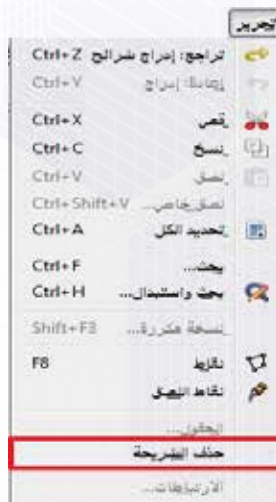 تحرير
تراجع: إدراج شرائح Ctrl+Z
إعادة: إدراج Ctrl+Y
قص Ctrl+X
نسخ Ctrl+C
لصق Ctrl+V
لصق خاص... Ctrl+Shift+V
تحديد الكل Ctrl+A
بحث... Ctrl+F
بحث واستبدال... Ctrl+H
نسخة مكررة... Shift+F3
نقاط F8
نقاط اللصق
الحقول...
حذف الشريحة
الارتباطات...